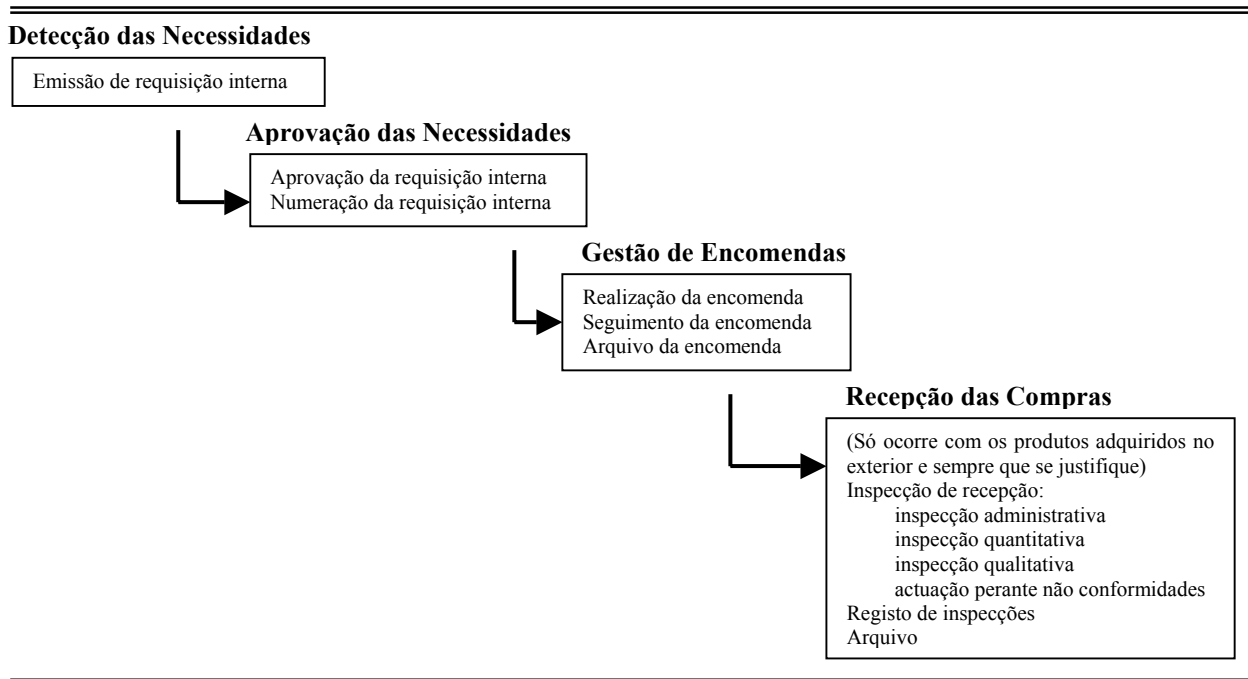 Detecção das Necessidades
Emissão de requisição interna
Aprovação das Necessidades
Aprovação da requisição interna
Numeração da requisição interna
Gestão de Encomendas
Realização da encomenda
Seguimento da encomenda
Arquivo da encomenda
Recepção das Compras
(Só ocorre com os produtos adquiridos no
exterior e sempre que se justifique)
Inspecção de recepção:
inspecção administrativa
inspecção quantitativa
inspecção qualitativa
actuação perante não conformidades
Registo de inspecções
Arquivo